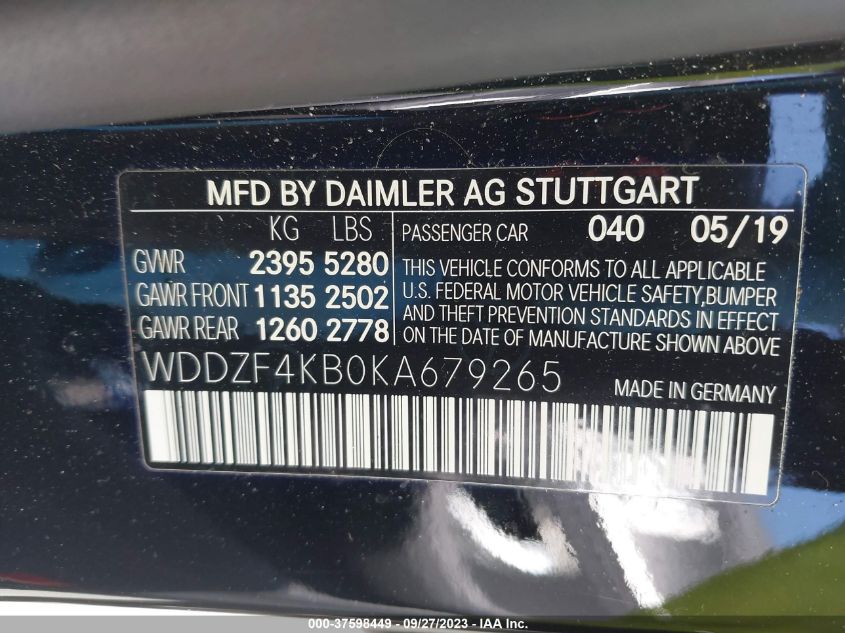 MFD BY DAIMLER AG STUTTGART
KG LBS
GVWR 2395 5280
GAWR FRONT 1135 2502
GAWR REAR 1260 2778
PASSENGER CAR 040 05/19
THIS VEHICLE CONFORMS TO ALL APPLICABLE
U.S. FEDERAL MOTOR VEHICLE SAFETY,BUMPER
AND THEFT PREVENTION STANDARDS IN EFFECT
ON THE DATE OF MANUFACTURE SHOWN ABOVE
WDDZF4KB0KA679265
MADE IN GERMANY
000-37598449 - 09/27/2023 - IAA Inc.